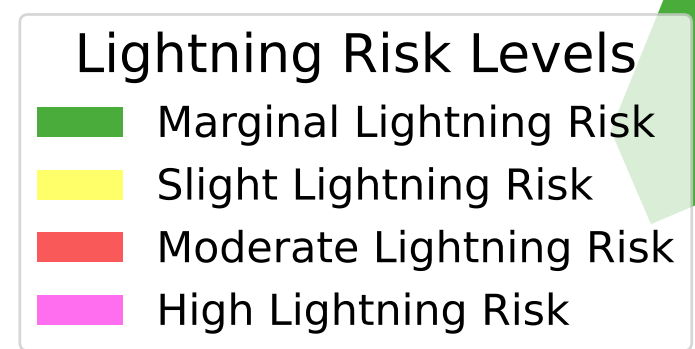 Lightning Risk Levels
Marginal Lightning Risk
Slight Lightning Risk
Moderate Lightning Risk
High Lightning Risk